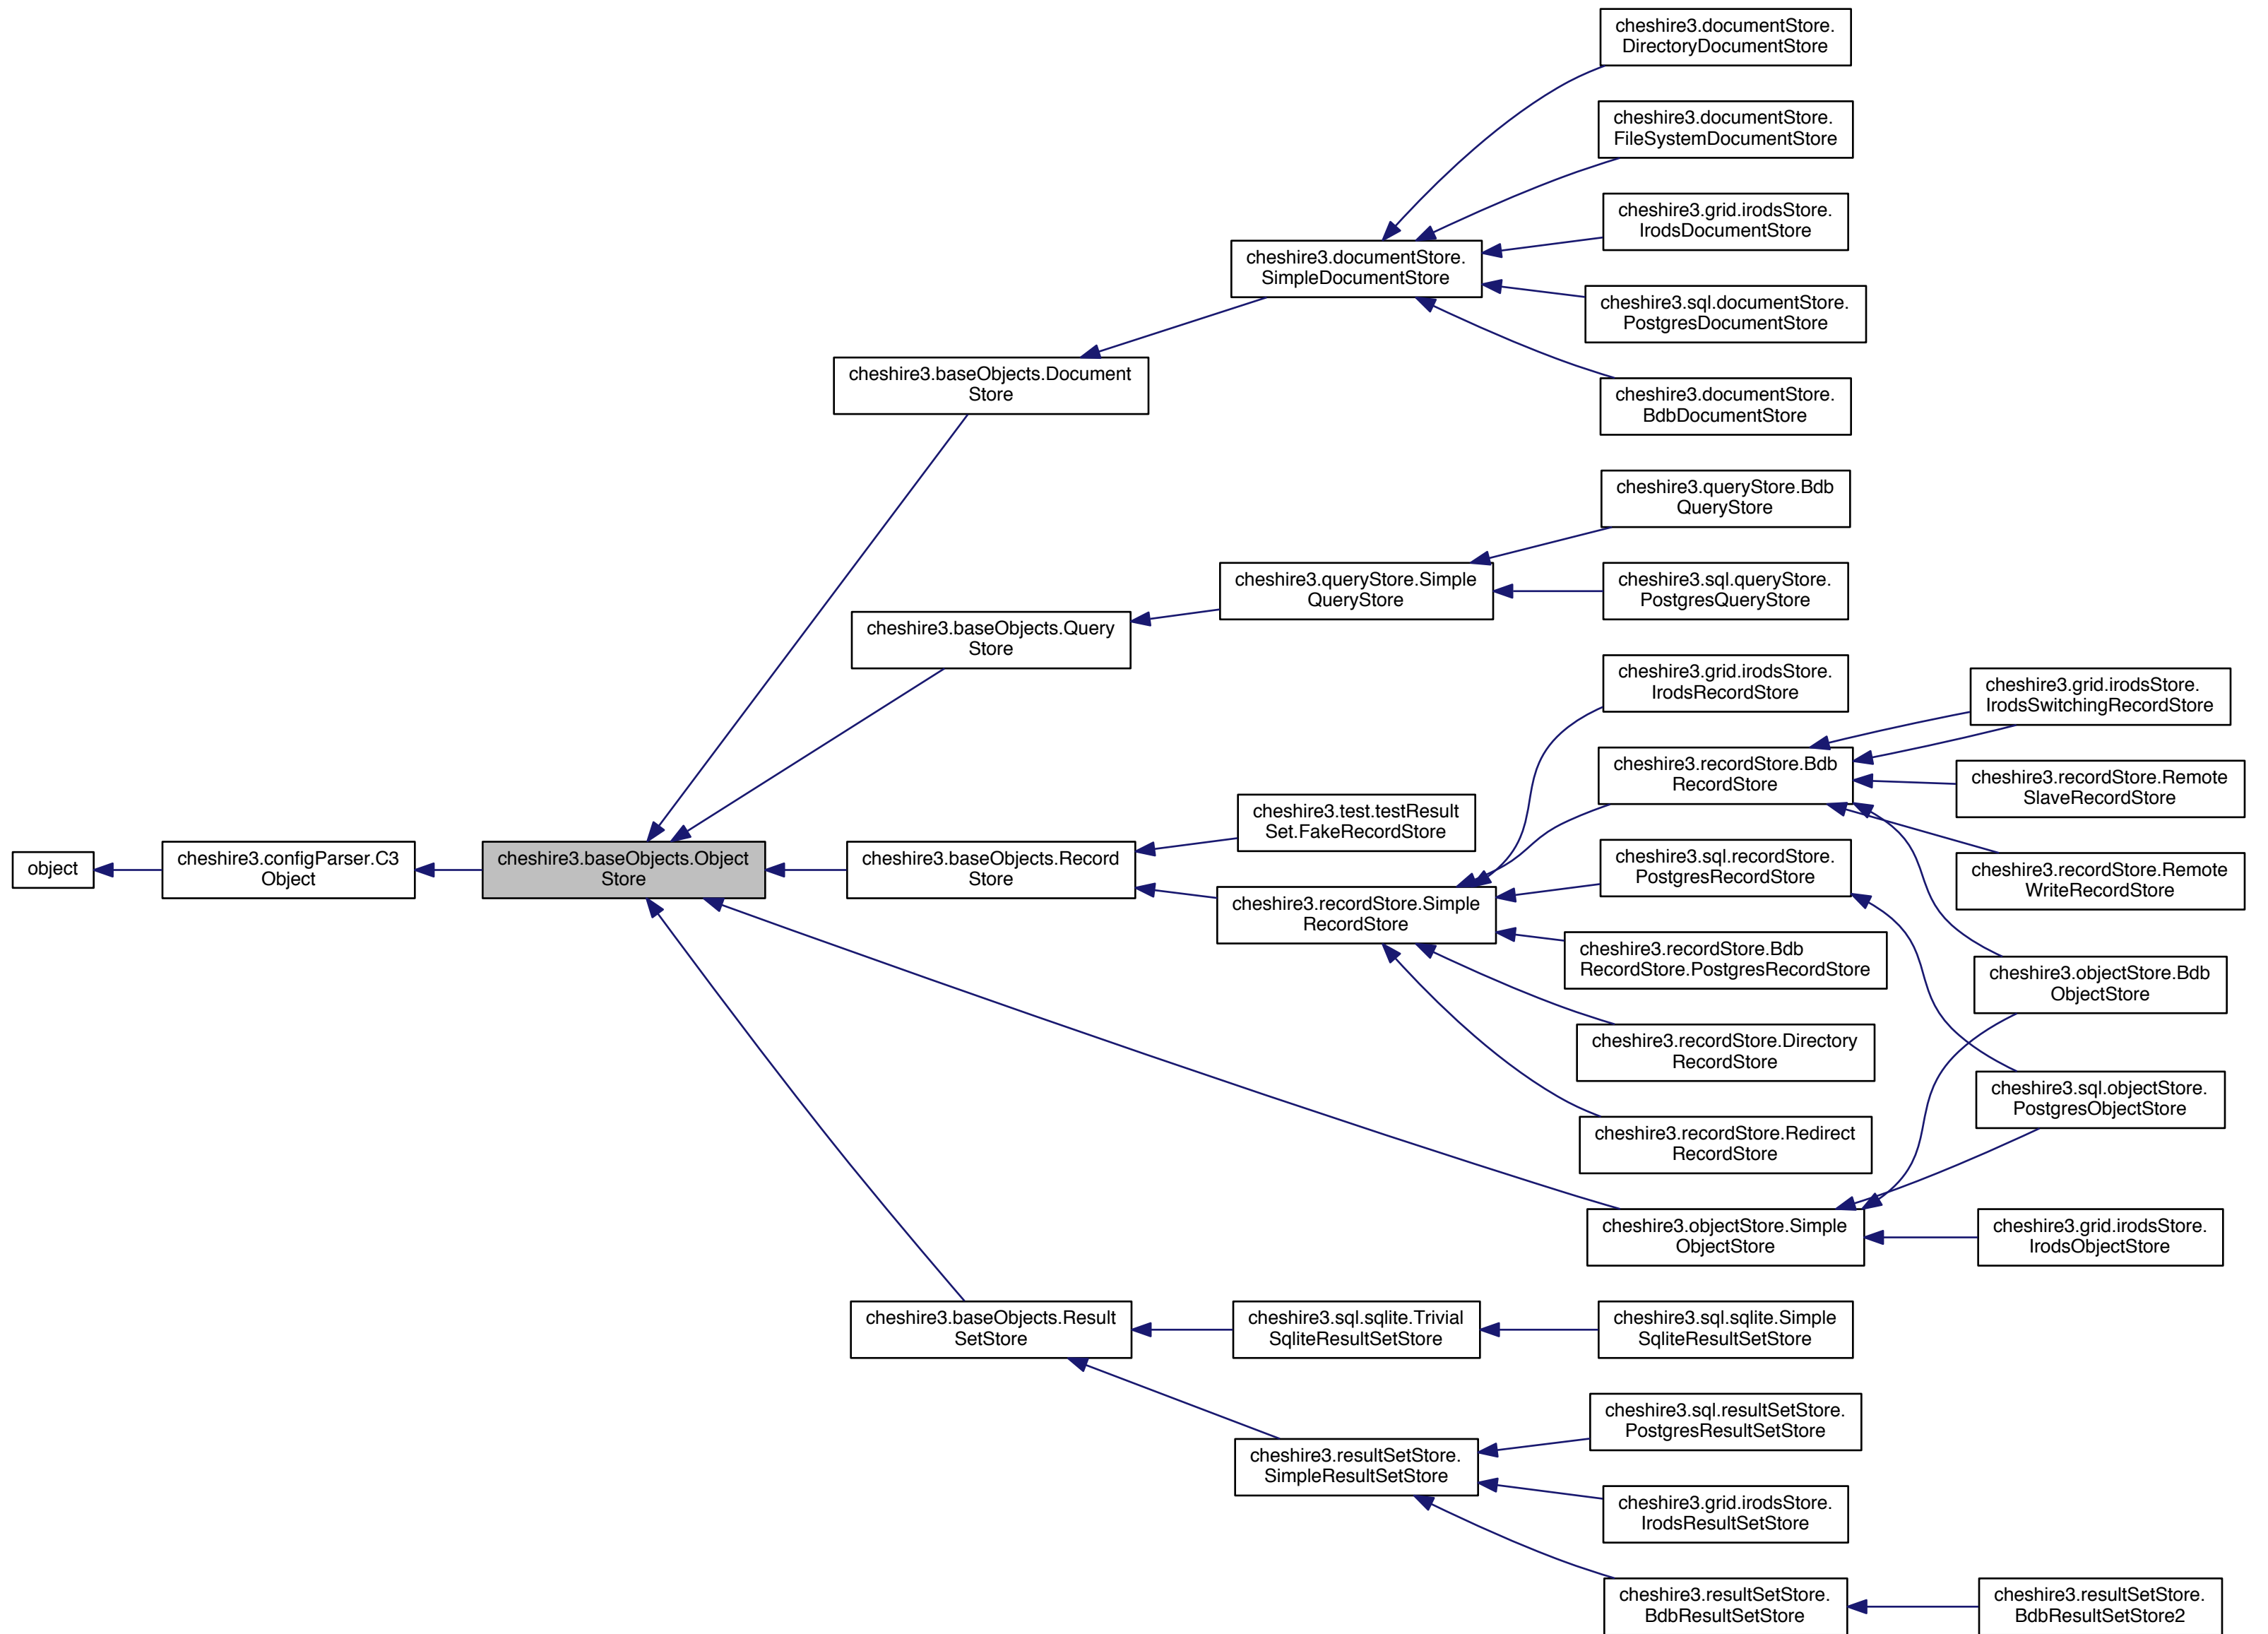 cheshire3.documentStore.
DirectoryDocumentStore
cheshire3.documentStore.
FileSystemDocumentStore
cheshire3.grid.irodsStore.
IrodsDocumentStore
cheshire3.documentStore.
SimpleDocumentStore
cheshire3.sql.documentStore.
PostgresDocumentStore
cheshire3.baseObjects.Document
Store
cheshire3.documentStore.
BdbDocumentStore
cheshire3.queryStore.Bdb
QueryStore
cheshire3.queryStore.Simple
QueryStore
cheshire3.sql.queryStore.
PostgresQueryStore
cheshire3.baseObjects.Query
Store
cheshire3.grid.irodsStore.
IrodsRecordStore
cheshire3.grid.irodsStore.
IrodsSwitchingRecordStore
cheshire3.recordStore.Bdb
RecordStore
cheshire3.recordStore.Remote
SlaveRecordStore
cheshire3.test.testResult
Set.FakeRecordStore
object
cheshire3.configParser.C3
Object
cheshire3.baseObjects.Object
Store
cheshire3.baseObjects.Record
Store
cheshire3.sql.recordStore.
PostgresRecordStore
cheshire3.recordStore.Remote
WriteRecordStore
cheshire3.recordStore.Simple
RecordStore
cheshire3.recordStore.Bdb
RecordStore.PostgresRecordStore
cheshire3.objectStore.Bdb
ObjectStore
cheshire3.recordStore.Directory
RecordStore
cheshire3.sql.objectStore.
PostgresObjectStore
cheshire3.recordStore.Redirect
RecordStore
cheshire3.objectStore.Simple
ObjectStore
cheshire3.grid.irodsStore.
IrodsObjectStore
cheshire3.baseObjects.Result
SetStore
cheshire3.sql.sqlite.Trivial
SqliteResultSetStore
cheshire3.sql.sqlite.Simple
SqliteResultSetStore
cheshire3.sql.resultSetStore.
PostgresResultSetStore
cheshire3.resultSetStore.
SimpleResultSetStore
cheshire3.grid.irodsStore.
IrodsResultSetStore
cheshire3.resultSetStore.
BdbResultSetStore
cheshire3.resultSetStore.
BdbResultSetStore2